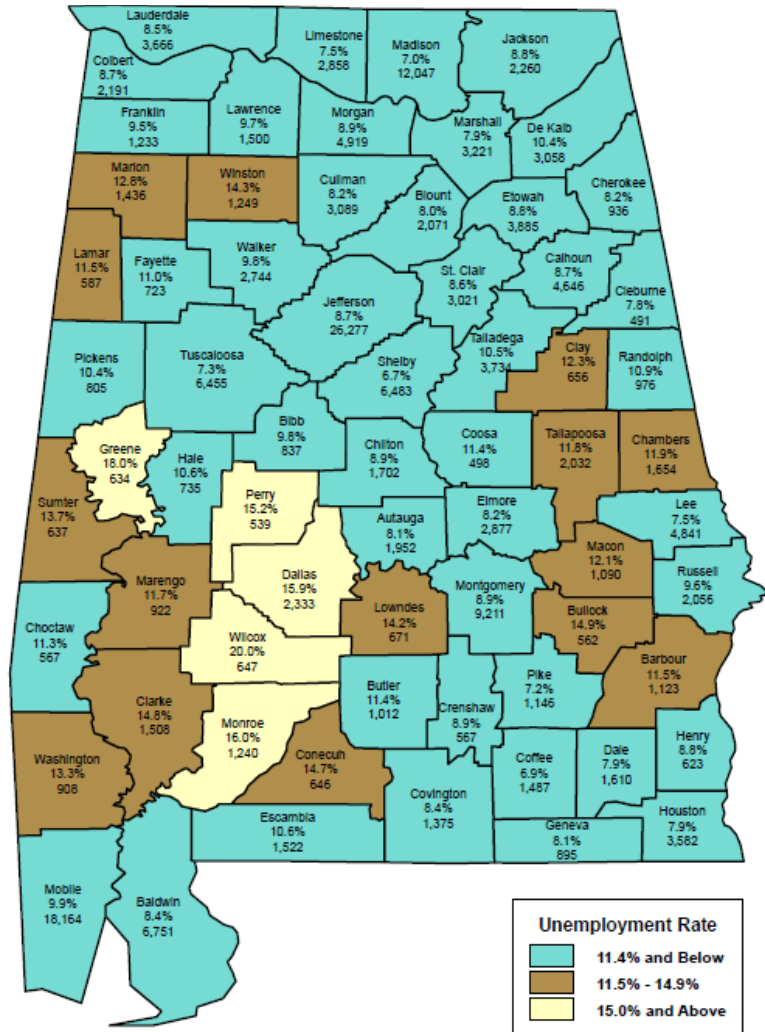 Lauderdale
8.5%
3,666
Limestone
7.5%
2,858
Madison
7.0%
12,047
Jackson
8.8%
2,260
Colbert
8.7%
2,191
Franklin
9.5%
1,233
Lawrence
9.7%
1,500
Morgan
8.9%
4,919
Marshall
7.9%
3,221
De Kalb
10.4%
3,058
Marion
12.8%
1,436
Winston
14.3%
1,249
Cullman
8.2%
3,089
Blount
8.0%
2,071
Etowah
8.8%
3,885
Cherokee
8.2%
936
Lamar
11.5%
587
Fayette
11.0%
723
Walker
9.8%
2,744
Jefferson
8.7%
26,277
St. Clair
8.6%
3,021
Calhoun
8.7%
4,646
Cleburne
7.8%
491
Pickens
10.4%
805
Tuscaloosa
7.3%
6,455
Shelby
6.7%
6,483
Talladega
10.5%
3,734
Clay
12.3%
656
Randolph
10.9%
976
Greene
18.0%
634
Hale
10.6%
735
Bibb
9.8%
837
Chilton
8.9%
1,702
Coosa
11.4%
498
Tallapoosa
11.8%
2,032
Chambers
11.9%
1,654
Sumter
13.7%
637
Perry
15.2%
539
Autauga
8.1%
1,952
Elmore
8.2%
2,877
Lee
7.5%
4,841
Marengo
11.7%
922
Dallas
15.9%
2,333
Lowndes
14.2%
671
Montgomery
8.9%
9,211
Macon
12.1%
1,090
Bullock
14.9%
562
Russell
9.6%
2,056
Choctaw
11.3%
567
Wilcox
20.0%
647
Butler
11.4%
1,012
Crenshaw
8.9%
567
Pike
7.2%
1,146
Barbour
11.5%
1,123
Clarke
14.8%
1,508
Monroe
16.0%
1,240
Conecuh
14.7%
646
Washington
13.3%
908
Covington
8.4%
1,375
Coffee
6.9%
1,487
Dale
7.9%
1,610
Henry
8.8%
623
Escambia
10.6%
1,522
Geneva
8.1%
895
Houston
7.9%
3,582
Mobile
9.9%
18,164
Baldwin
8.4%
6,751
Unemployment Rate
11.4% and Below
11.5% - 14.9%
15.0% and Above